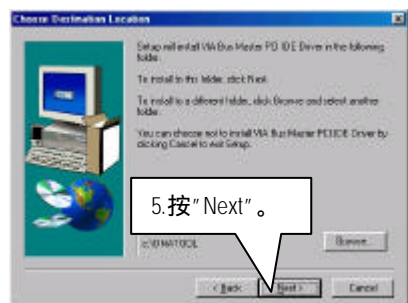 Choose Destination Location
Setup will install VIA Bus Master PCI IDE Driver in the following
folder.
To install to this folder, click Next.
To install to a different folder, click Browse and select another
folder.
You can choose not to install VIA Bus Master PCI IDE Driver by
clicking Cancel to exit Setup.
5.按"Next"。
Browse...
< Back
Next >
Cancel